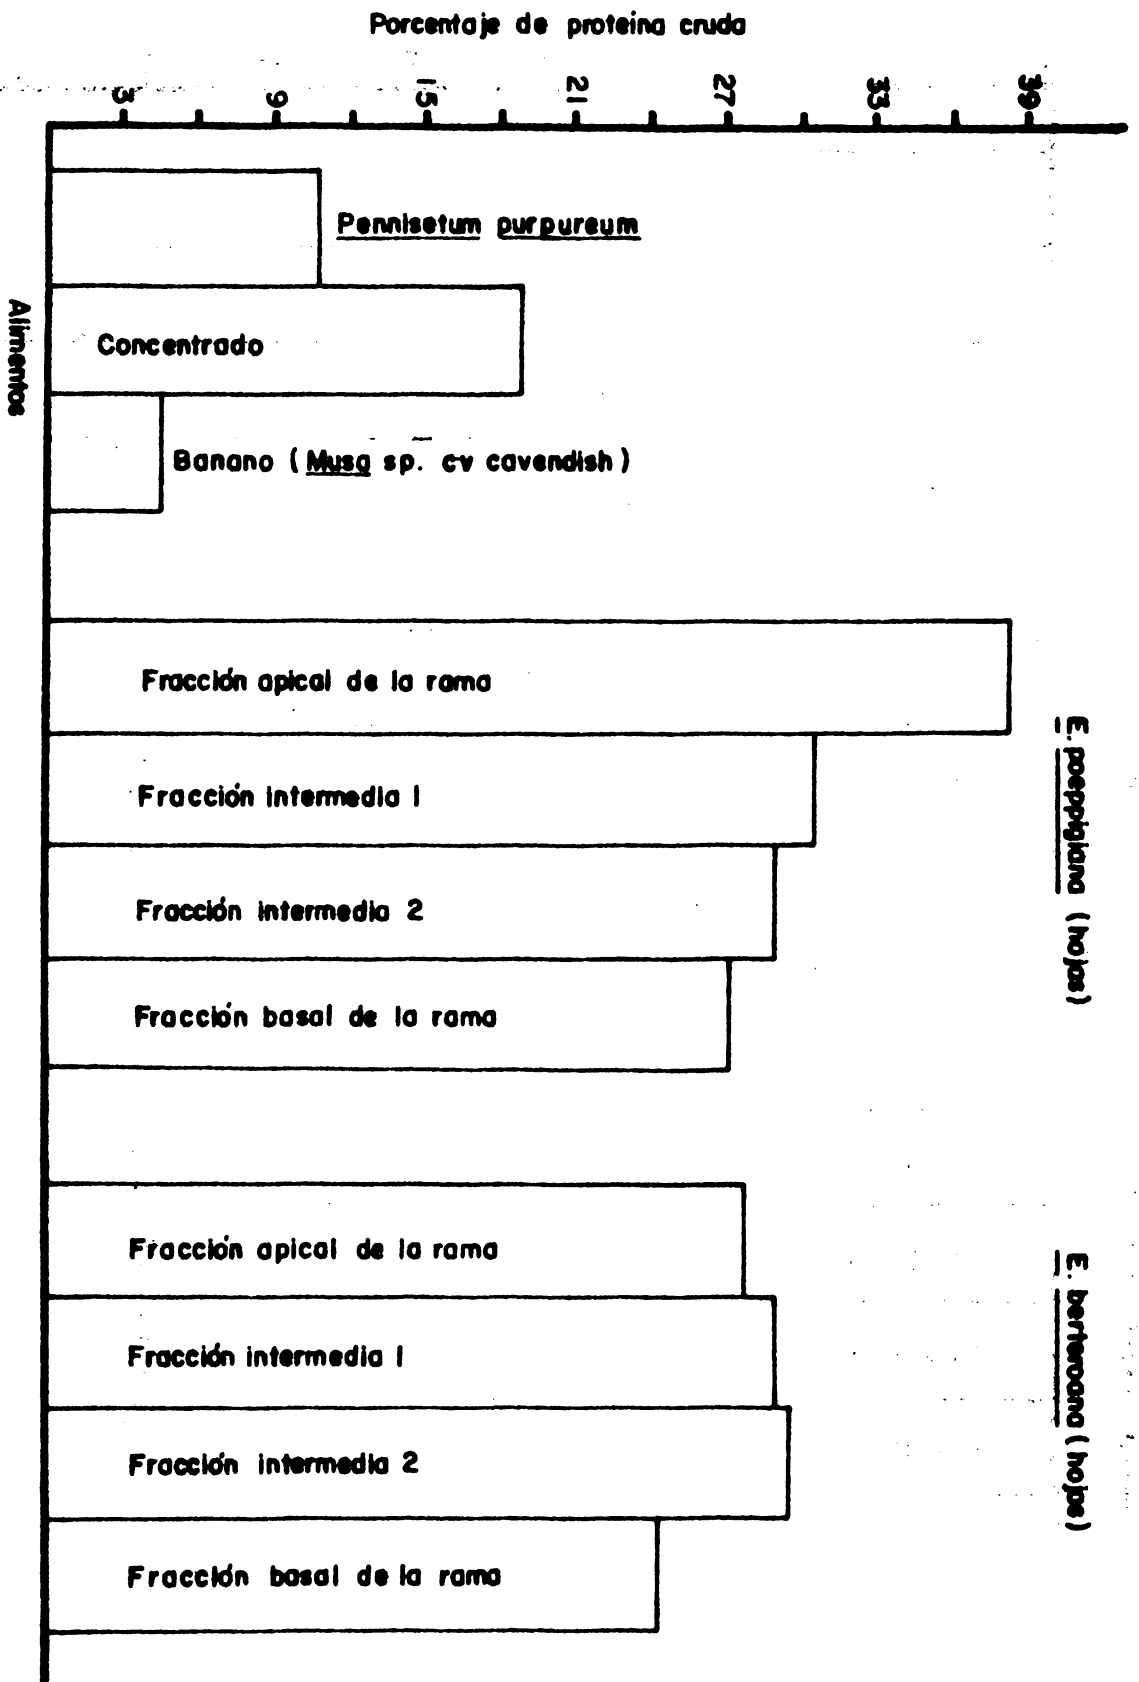 Porcentaje de proteína cruda
3 9 15 21 27 33 39
Alimentos
Pennisetum purpureum
Concentrado
Banano (Musa sp. cv cavendish)
E. poeppigiana (hojas)
Fracción apical de la rama
Fracción intermedia 1
Fracción intermedia 2
Fracción basal de la rama
E. berteroana (hojas)
Fracción apical de la rama
Fracción intermedia 1
Fracción intermedia 2
Fracción basal de la rama